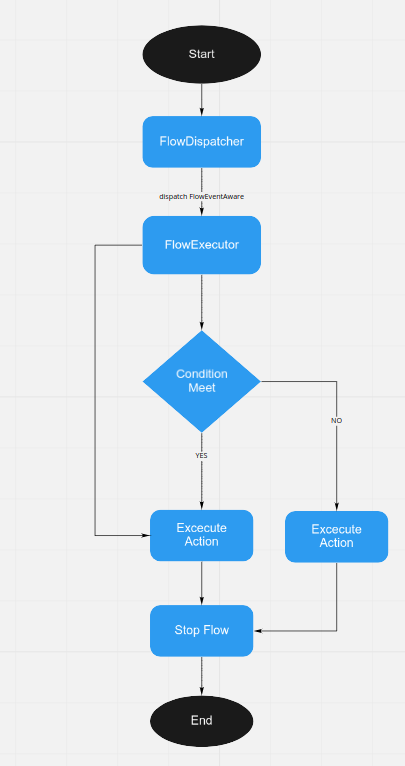 Start
FlowDispatcher
dispatch FlowEventAware
FlowExecutor
Condition
Meet
NO
YES
Excecute
Action
Excecute
Action
Stop Flow
End